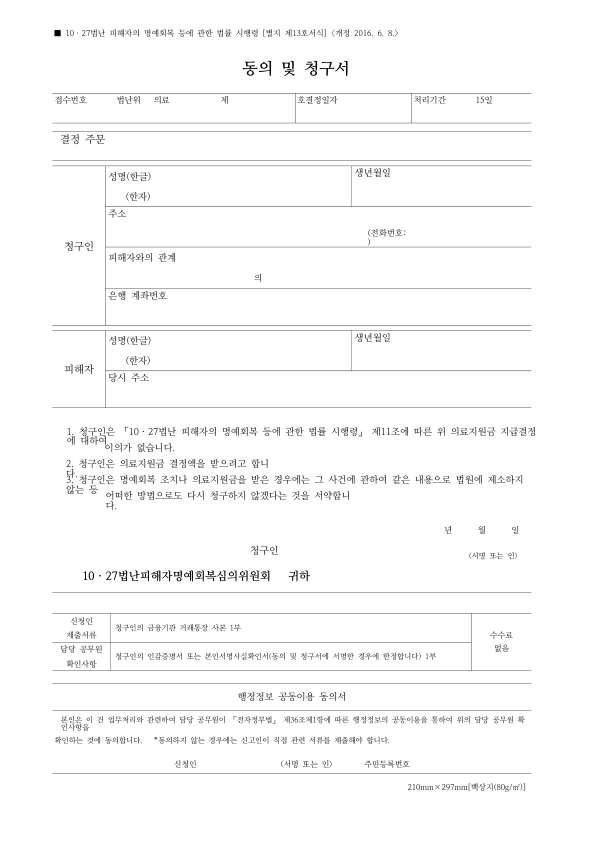 ■ 10ㆍ27법난 피해자의 명예회복 등에 관한 법률 시행령 [별지 제13호서식] <개정 2016. 6. 8.>
동의 및 청구서
접수번호 범난위 의료 제 호결정일자 처리기간 15일
결정 주문
청구인
성명(한글) 생년월일
(한자)
주소
(전화번호:
)
피해자와의 관계
의
은행 계좌번호
피해자
성명(한글) 생년월일
(한자)
당시 주소
1. 청구인은 「10ㆍ27법난 피해자의 명예회복 등에 관한 법률 시행령」 제11조에 따른 위 의료지원금 지급결정
에 대하여
이의가 없습니다.
2. 청구인은 의료지원금 결정액을 받으려고 합니
다.
3. 청구인은 명예회복 조치나 의료지원금을 받은 경우에는 그 사건에 관하여 같은 내용으로 법원에 제소하지
않는 등
어떠한 방법으로도 다시 청구하지 않겠다는 것을 서약합니
다.
년 월 일
청구인 (서명 또는 인)
10ㆍ27법난피해자명예회복심의위원회 귀하
신청인
제출서류
청구인의 금융기관 거래통장 사본 1부
담당 공무원
확인사항
청구인의 인감증명서 또는 본인서명사실확인서(동의 및 청구서에 서명한 경우에 한정합니다) 1부
수수료
없음
행정정보 공동이용 동의서
본인은 이 건 업무처리와 관련하여 담당 공무원이 「전자정부법」 제36조제1항에 따른 행정정보의 공동이용을 통하여 위의 담당 공무원 확
인사항을
확인하는 것에 동의합니다. *동의하지 않는 경우에는 신고인이 직접 관련 서류를 제출해야 합니다.
신청인 (서명 또는 인) 주민등록번호
210mm×297mm[백상지(80g/㎡)]